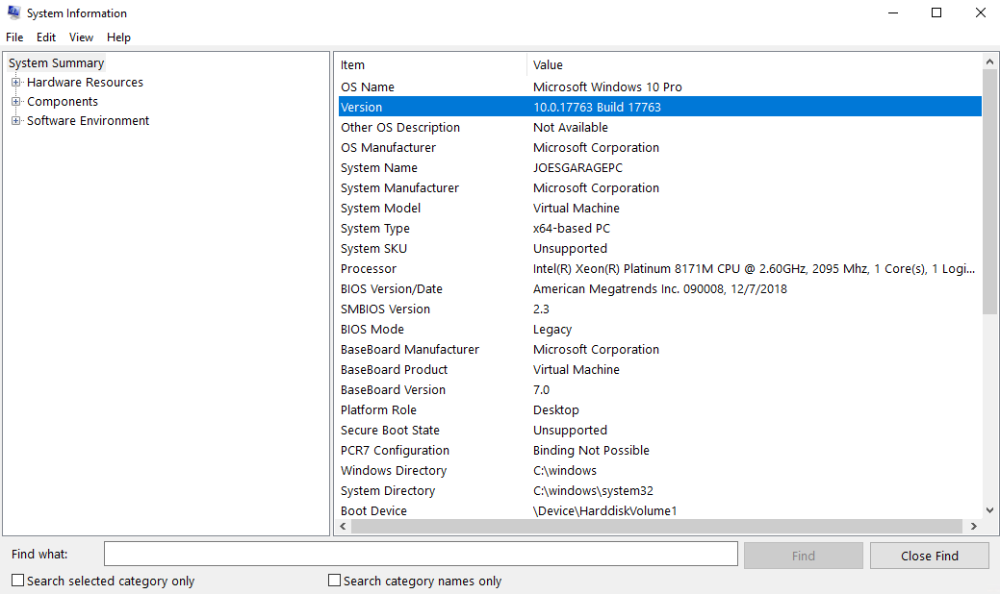 System Information
File Edit View Help
System Summary
Hardware Resources
Components
Software Environment
Item Value
OS Name Microsoft Windows 10 Pro
Version 10.0.17763 Build 17763
Other OS Description Not Available
OS Manufacturer Microsoft Corporation
System Name JOESGARAGEPC
System Manufacturer Microsoft Corporation
System Model Virtual Machine
System Type x64-based PC
System SKU Unsupported
Processor Intel(R) Xeon(R) Platinum 8171M CPU @ 2.60GHz, 2095 Mhz, 1 Core(s), 1 Logi...
BIOS Version/Date American Megatrends Inc. 090008, 12/7/2018
SMBIOS Version 2.3
BIOS Mode Legacy
BaseBoard Manufacturer Microsoft Corporation
BaseBoard Product Virtual Machine
BaseBoard Version 7.0
Platform Role Desktop
Secure Boot State Unsupported
PCR7 Configuration Binding Not Possible
Windows Directory C:\windows
System Directory C:\windows\system32
Boot Device \Device\HarddiskVolume1
Find what: Find Close Find
Search selected category only Search category names only